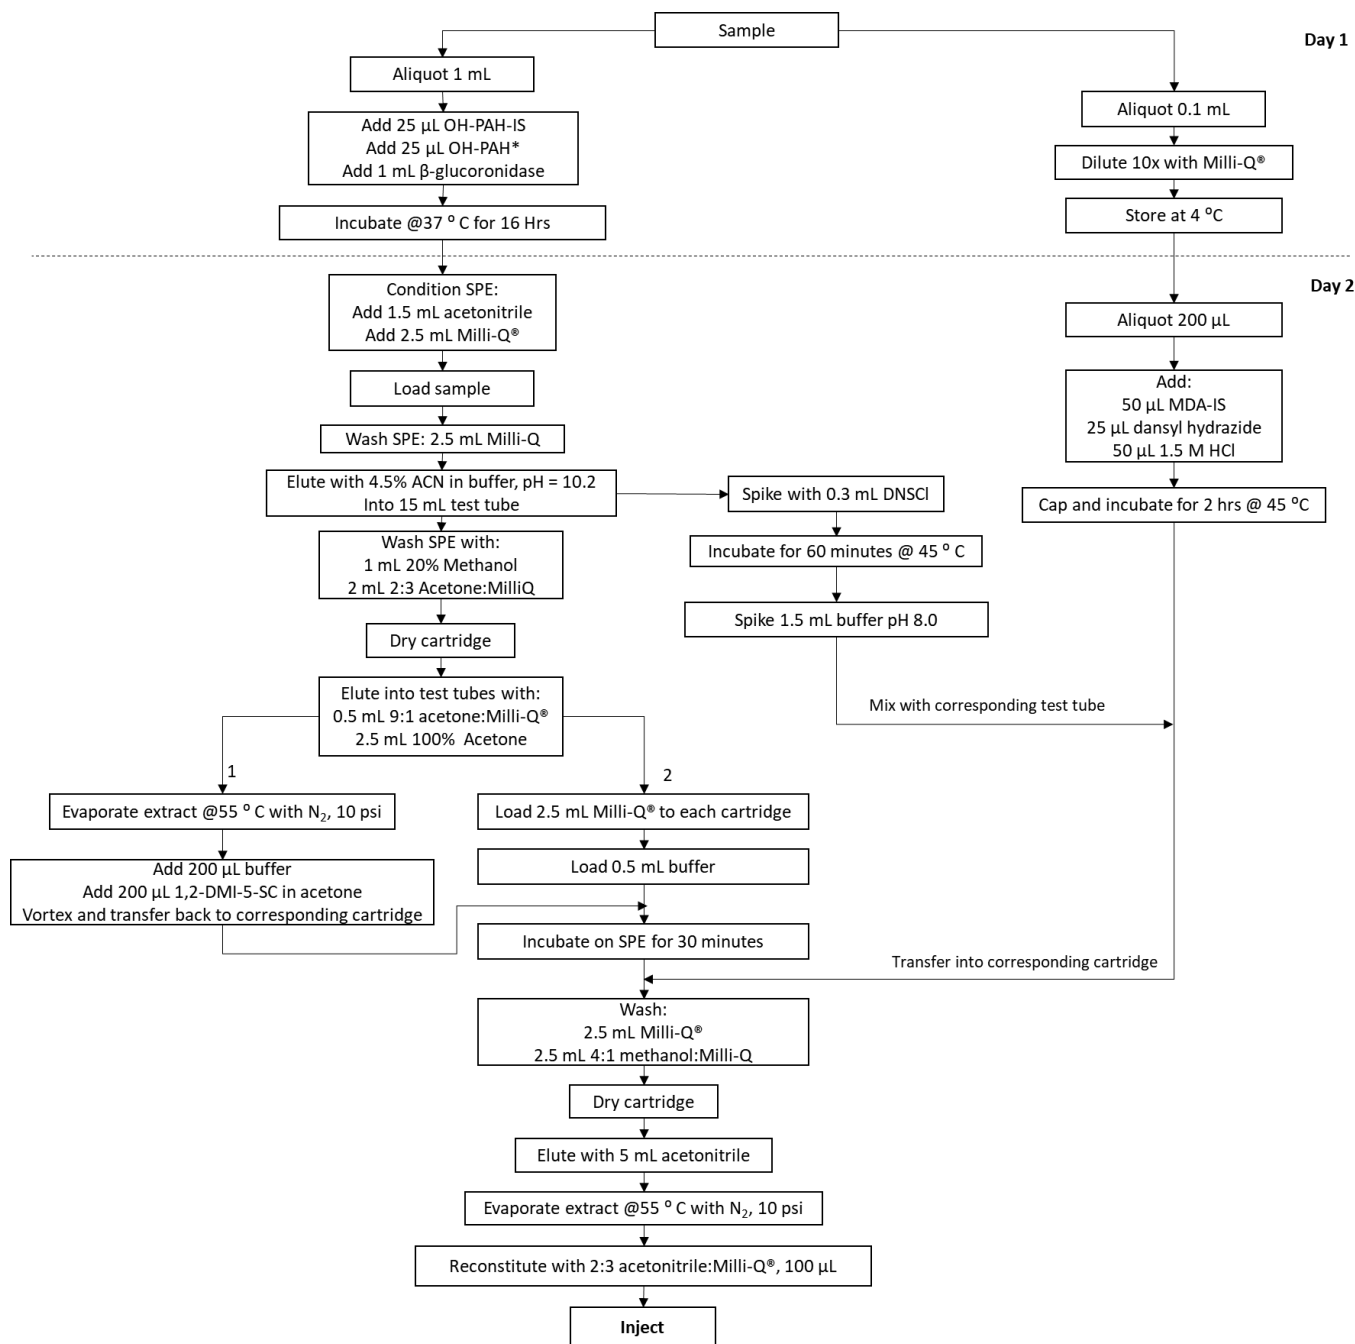 Sample
Day 1
Aliquot 1 mL
Add 25 µL OH-PAH-IS
Add 25 µL OH-PAH*
Add 1 mL β-glucoronidase
Incubate @37 ° C for 16 Hrs
Aliquot 0.1 mL
Dilute 10x with Milli-Q®
Store at 4 °C
Day 2
Condition SPE:
Add 1.5 mL acetonitrile
Add 2.5 mL Milli-Q®
Load sample
Wash SPE: 2.5 mL Milli-Q
Elute with 4.5% ACN in buffer, pH = 10.2
Into 15 mL test tube
Wash SPE with:
1 mL 20% Methanol
2 mL 2:3 Acetone:MilliQ
Dry cartridge
Elute into test tubes with:
0.5 mL 9:1 acetone:Milli-Q®
2.5 mL 100% Acetone
Spike with 0.3 mL DNSCl
Incubate for 60 minutes @ 45 ° C
Spike 1.5 mL buffer pH 8.0
Aliquot 200 µL
Add:
50 µL MDA-IS
25 µL dansyl hydrazide
50 µL 1.5 M HCl
Cap and incubate for 2 hrs @ 45 °C
Mix with corresponding test tube
1
2
Evaporate extract @55 ° C with N₂, 10 psi
Add 200 µL buffer
Add 200 µL 1,2-DMI-5-SC in acetone
Vortex and transfer back to corresponding cartridge
Load 2.5 mL Milli-Q® to each cartridge
Load 0.5 mL buffer
Incubate on SPE for 30 minutes
Transfer into corresponding cartridge
Wash:
2.5 mL Milli-Q®
2.5 mL 4:1 methanol:Milli-Q
Dry cartridge
Elute with 5 mL acetonitrile
Evaporate extract @55 ° C with N₂, 10 psi
Reconstitute with 2:3 acetonitrile:Milli-Q®, 100 µL
Inject